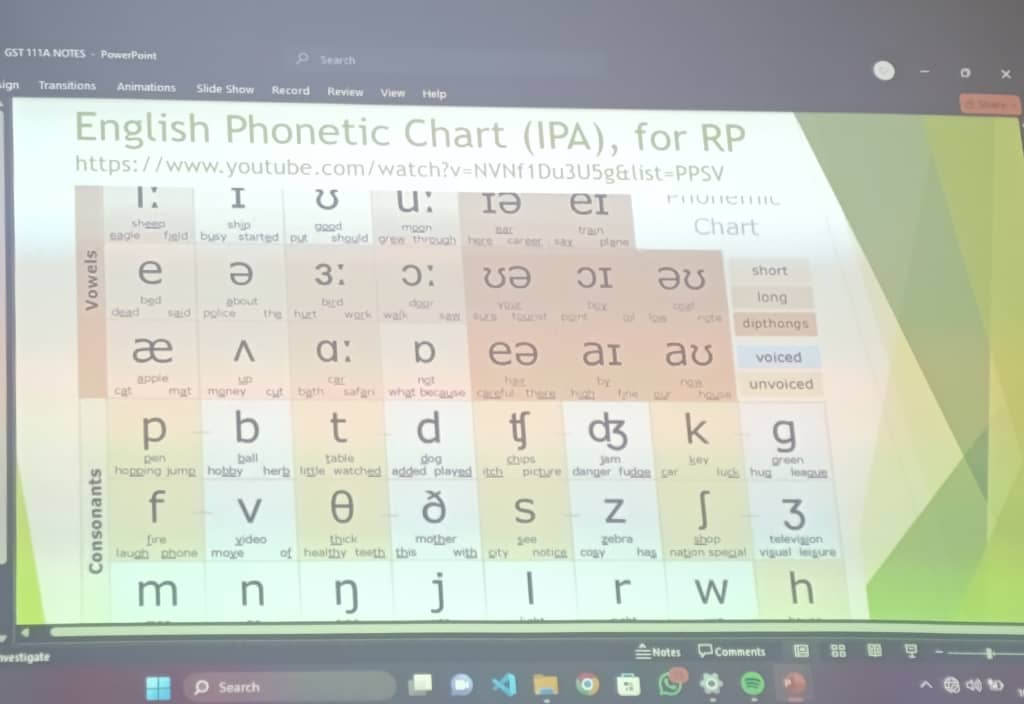 GST 111A NOTES - PowerPoint
Search
ign Transitions Animations Slide Show Record Review View Help
Share
English Phonetic Chart (IPA), for RP
https://www.youtube.com/watch?v=NVNf1Du3U5g&list=PPSV
Phonemic
Chart
Vowels
iː ɪ ʊ uː ɪə eɪ
sheep ship good moon ear train
eagle field busy started put should grew through here career say plane
e ə ɜː ɔː ʊə ɔɪ əʊ
bed about bird door your boy coat
dead said police the hurt work walk saw sure tourist point oil low note
æ ʌ ɑː ɒ eə aɪ aʊ
apple up car not hair by now
cat mat money cut bath safari what because careful there high fine our house
short
long
dipthongs
voiced
unvoiced
Consonants
p b t d ʧ ʤ k g
pen ball table dog chips jam key green
hopping jump hobby herb little watched added played itch picture danger fudge car luck hug league
f v θ ð s z ʃ ʒ
fire video thick mother see zebra shop television
laugh phone move of healthy teeth this with city notice cosy has nation special visual leisure
m n ŋ j l r w h
nvestigate
Notes Comments
Search